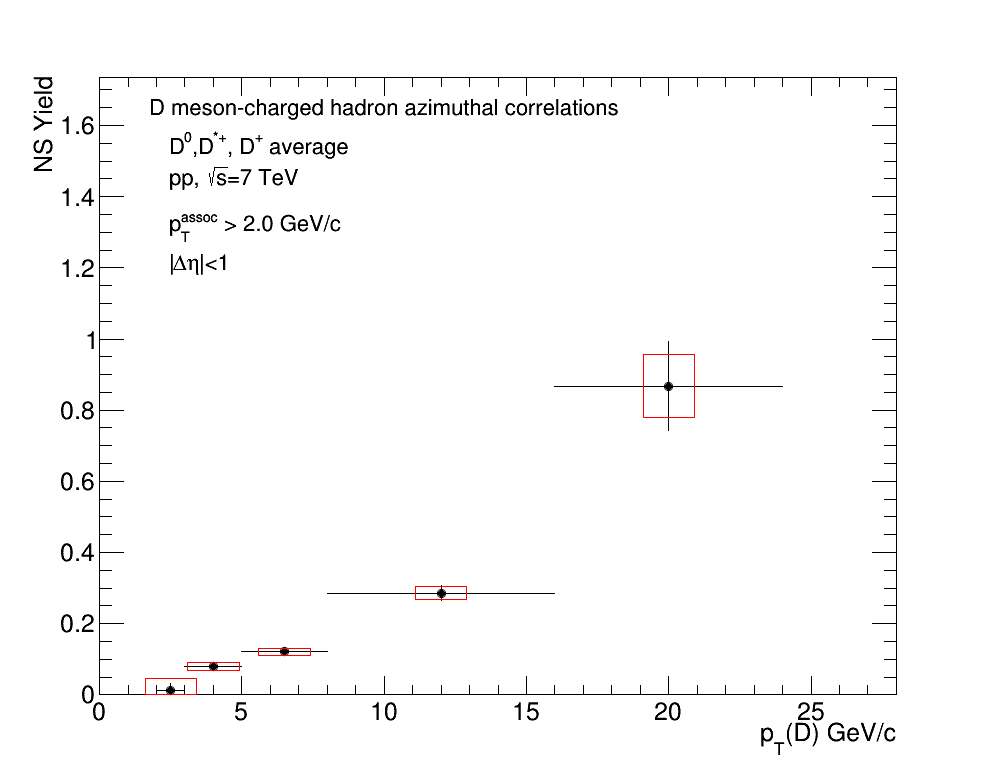 NS Yield
D meson-charged hadron azimuthal correlations
D⁰,D*⁺, D⁺ average
pp, √s=7 TeV
p_T^assoc > 2.0 GeV/c
|Δη|<1
1.6
1.4
1.2
1
0.8
0.6
0.4
0.2
0
0 5 10 15 20 25
p_T(D) GeV/c